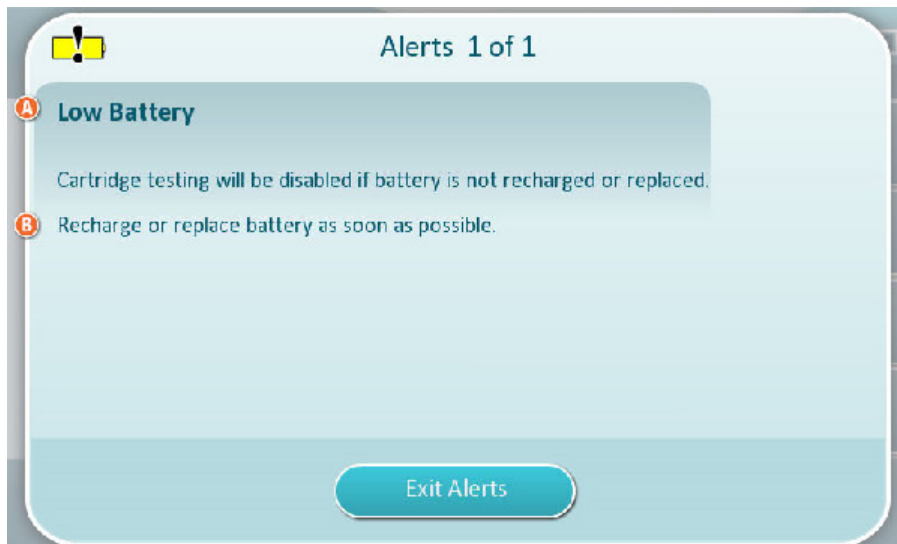 Alerts 1 of 1
A Low Battery
Cartridge testing will be disabled if battery is not recharged or replaced.
B Recharge or replace battery as soon as possible.
Exit Alerts